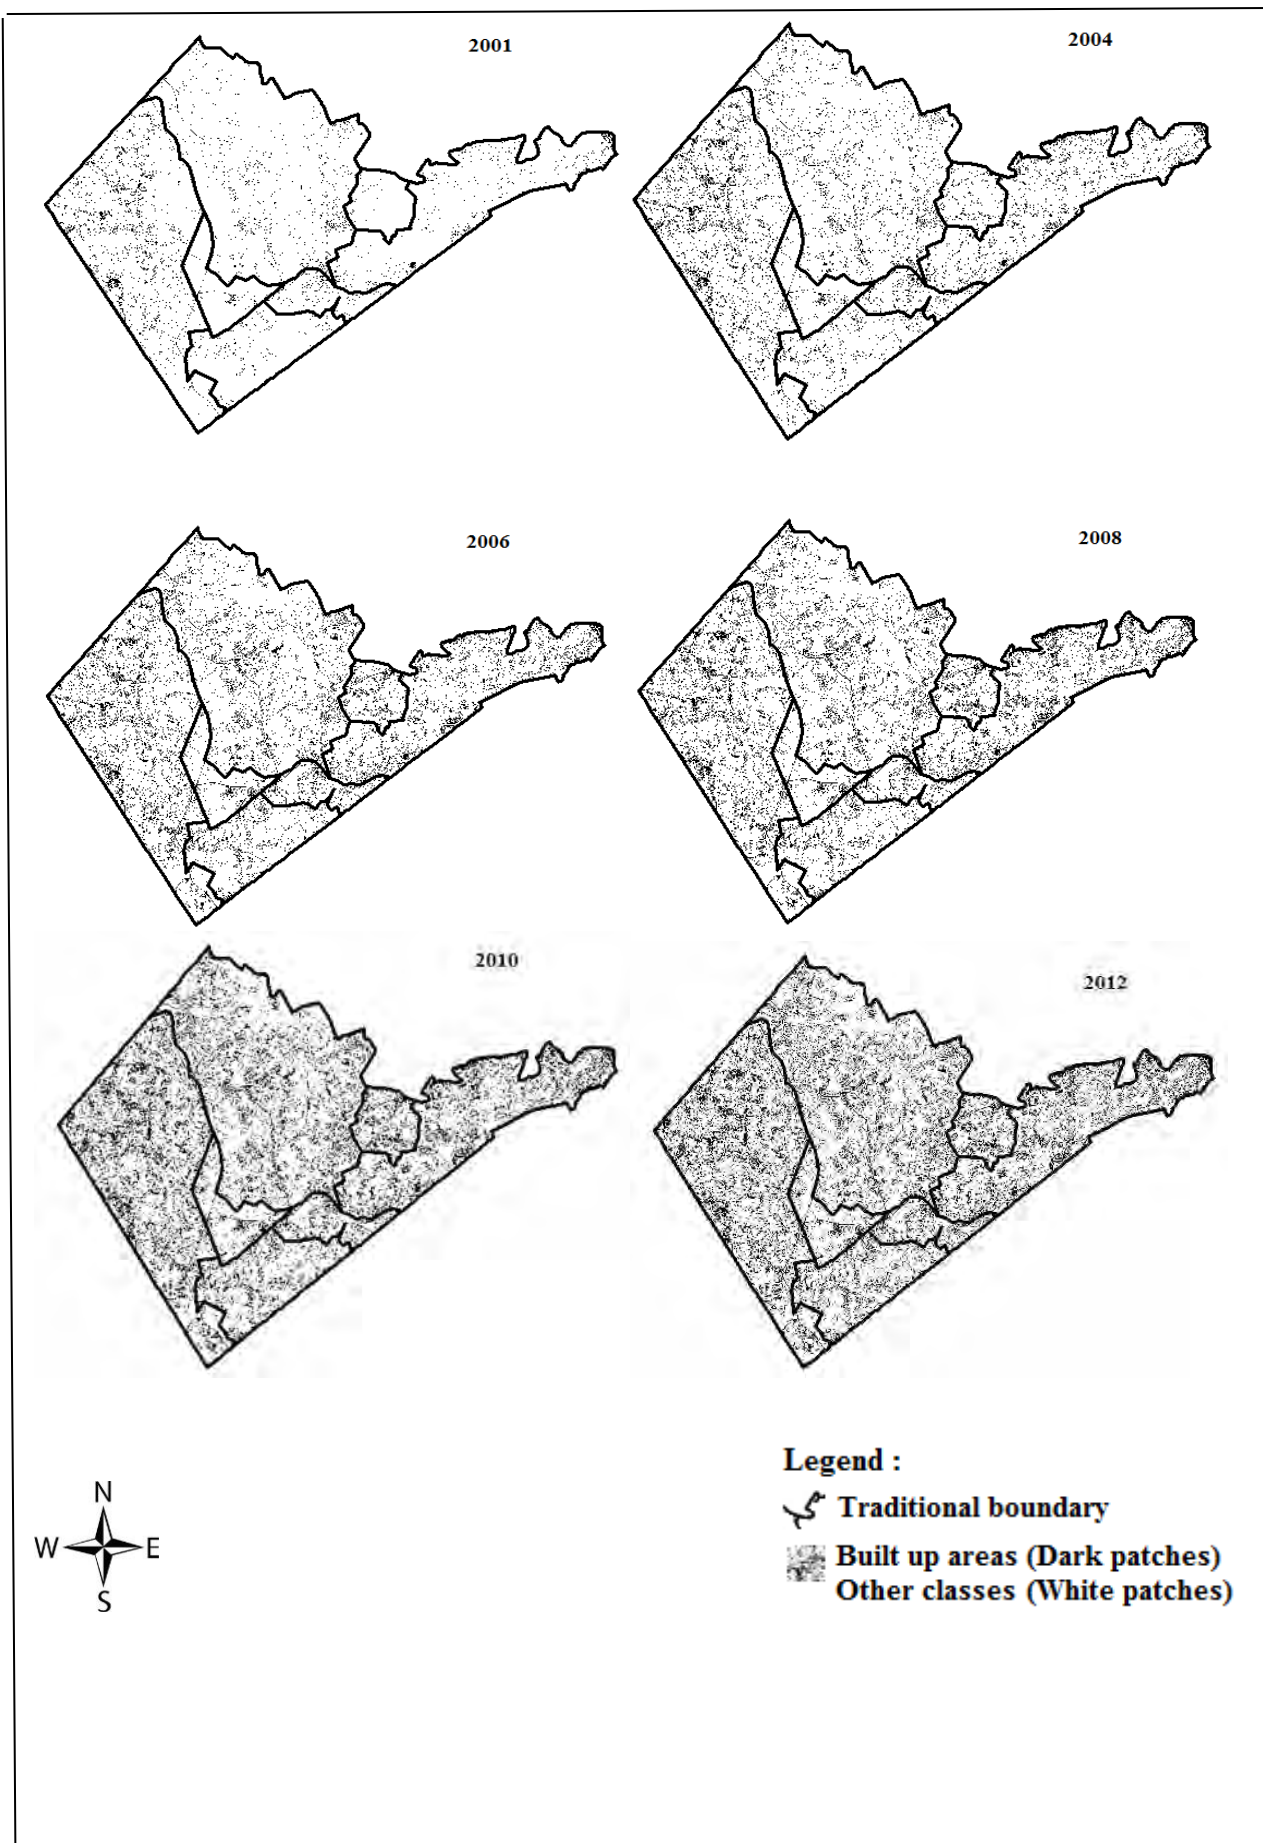 2001
2004
2006
2008
2010
2012
N
W E
S
Legend :
Traditional boundary
Built up areas (Dark patches)
Other classes (White patches)